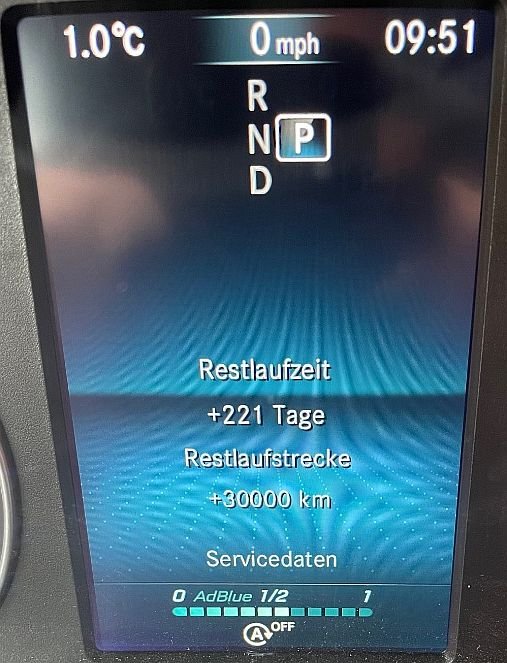 1.0°C 0 mph 09:51
R
N P
D
Restlaufzeit
+221 Tage
Restlaufstrecke
+30000 km
Servicedaten
0 AdBlue 1/2 1
A OFF